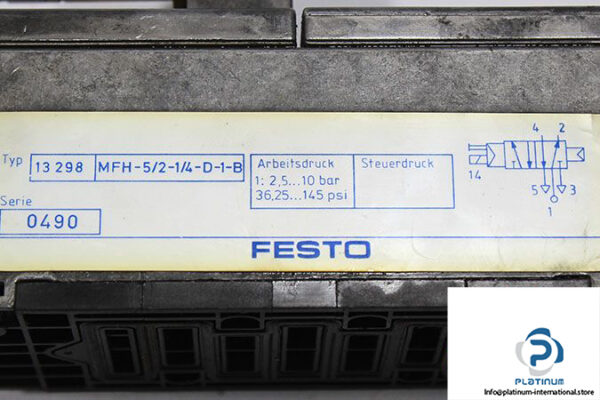 Typ
13 298 MFH-5/2-1/4-D-1-B
Serie
0490
Arbeitsdruck
1: 2,5...10 bar
36,25...145 psi
Steuerdruck
4 2
14
5 3
1
FESTO
PLATINUM
Info@platinum-international.store